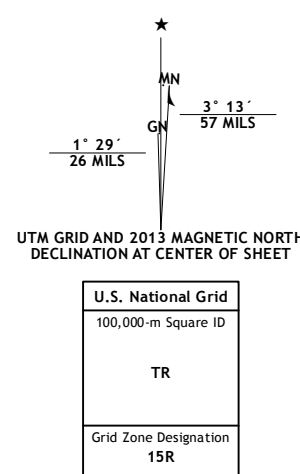 ★
MN
3° 13´
57 MILS
GN
1° 29´
26 MILS
UTM GRID AND 2013 MAGNETIC NORTH
DECLINATION AT CENTER OF SHEET
U.S. National Grid
100,000-m Square ID
TR
Grid Zone Designation
15R